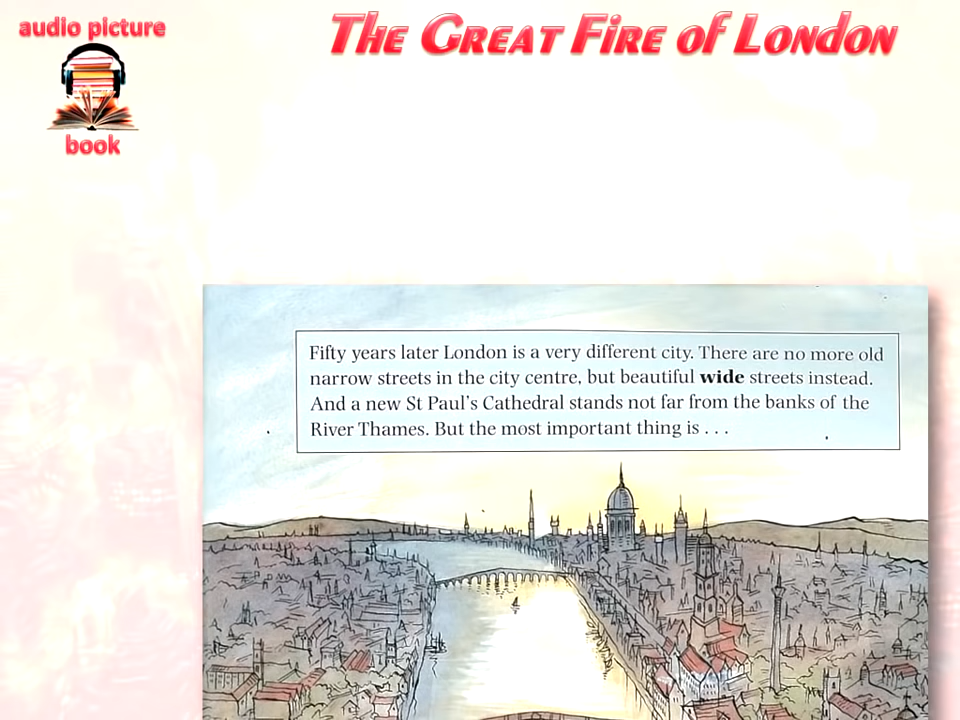 audio picture
book
The Great Fire of London
Fifty years later London is a very different city. There are no more old
narrow streets in the city centre, but beautiful wide streets instead.
And a new St Paul's Cathedral stands not far from the banks of the
River Thames. But the most important thing is . . .